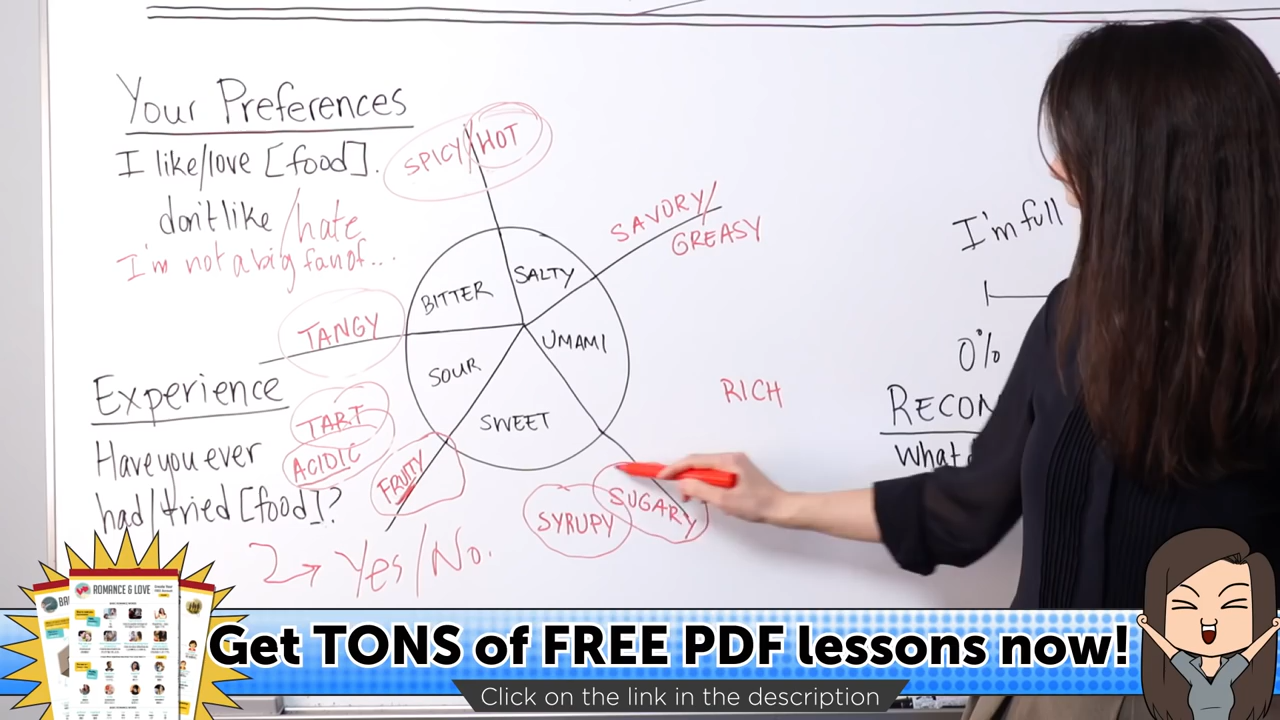 Your Preferences
I like/love [food].
don't like/hate
I'm not a big fan of...
SPICY/HOT
SAVORY/
GREASY
BITTER
SALTY
UMAMI
SOUR
SWEET
TANGY
TART
ACIDIC
FRUITY
SYRUPY
SUGARY
RICH
Experience
Have you ever
had/tried [food]?
→ Yes/No.
I'm full
0%
RECOM
What
ROMANCE & LOVE
Get TONS of FREE PDF lessons now!
Click on the link in the description